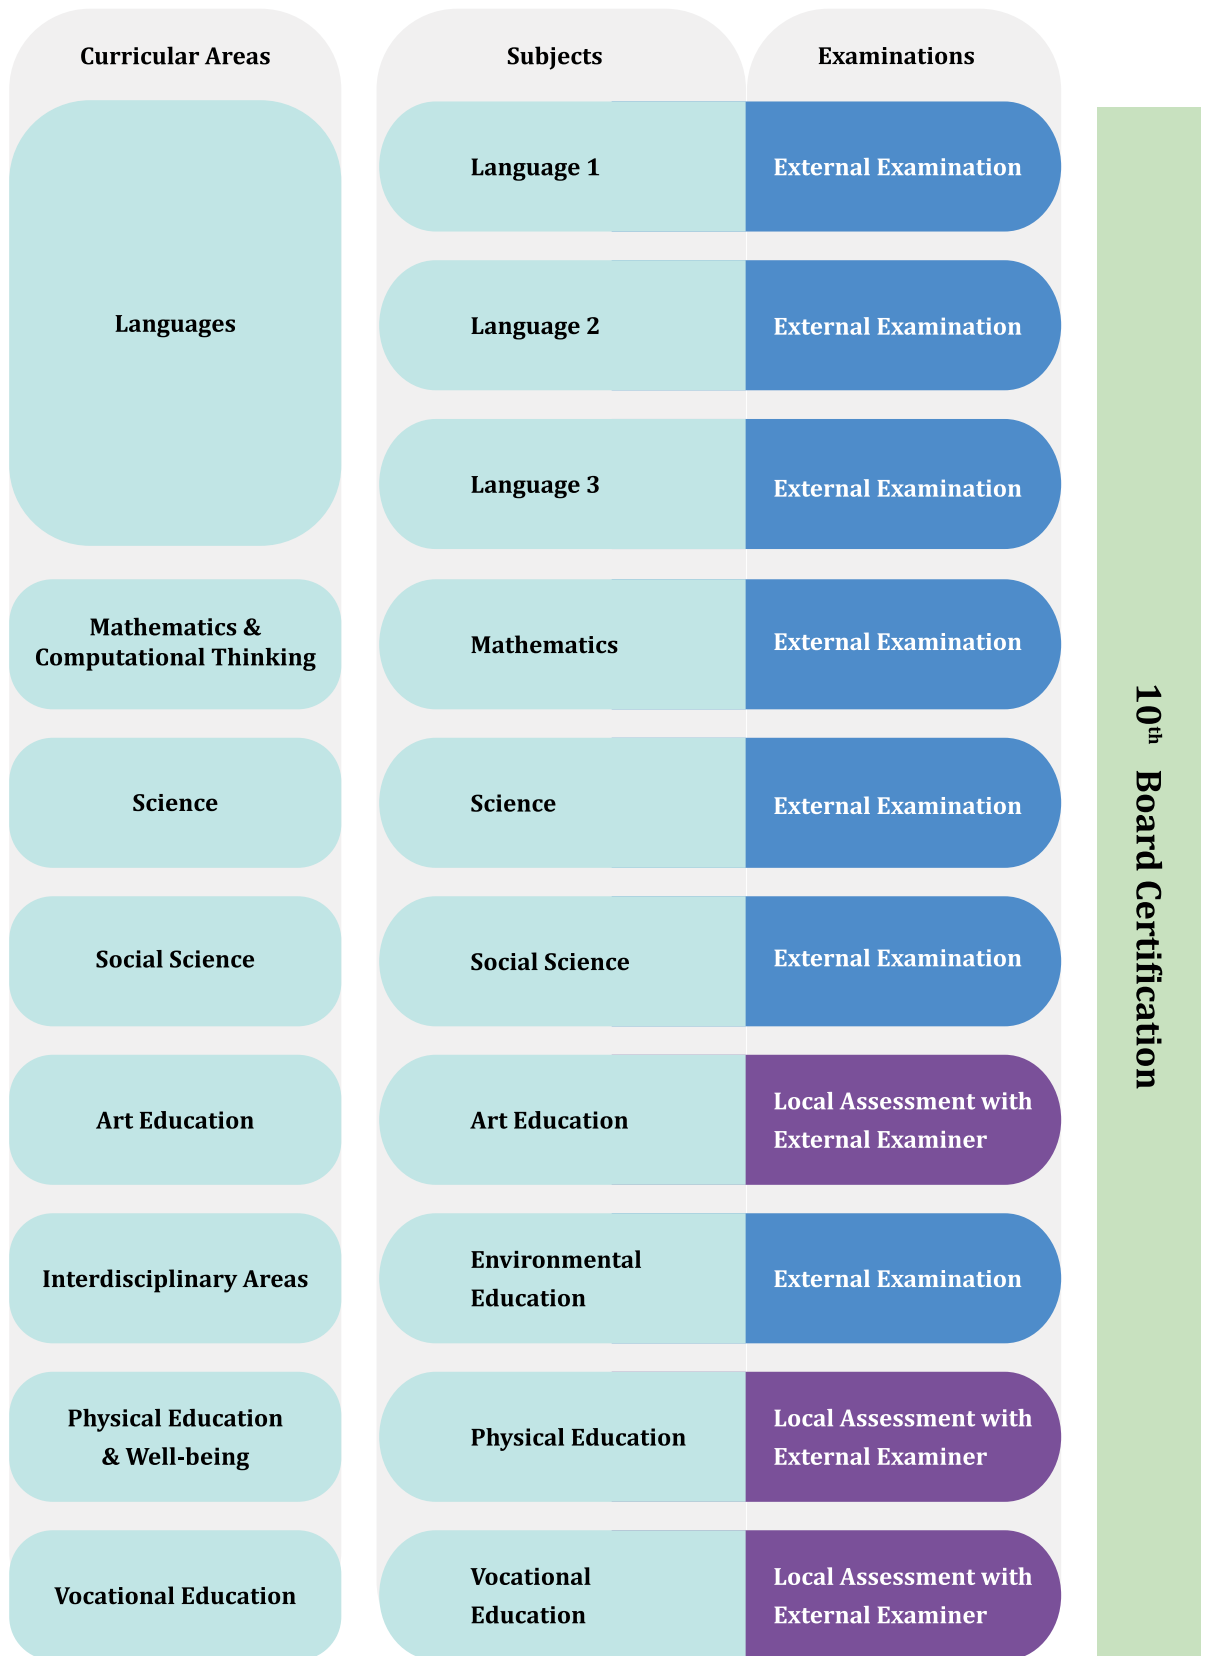 Curricular Areas
Subjects
Examinations
Languages
Language 1
External Examination
Language 2
External Examination
Language 3
External Examination
Mathematics &
Computational Thinking
Mathematics
External Examination
Science
Science
External Examination
Social Science
Social Science
External Examination
Art Education
Art Education
Local Assessment with
External Examiner
Interdisciplinary Areas
Environmental
Education
External Examination
Physical Education
& Well-being
Physical Education
Local Assessment with
External Examiner
Vocational Education
Vocational
Education
Local Assessment with
External Examiner
10th Board Certification